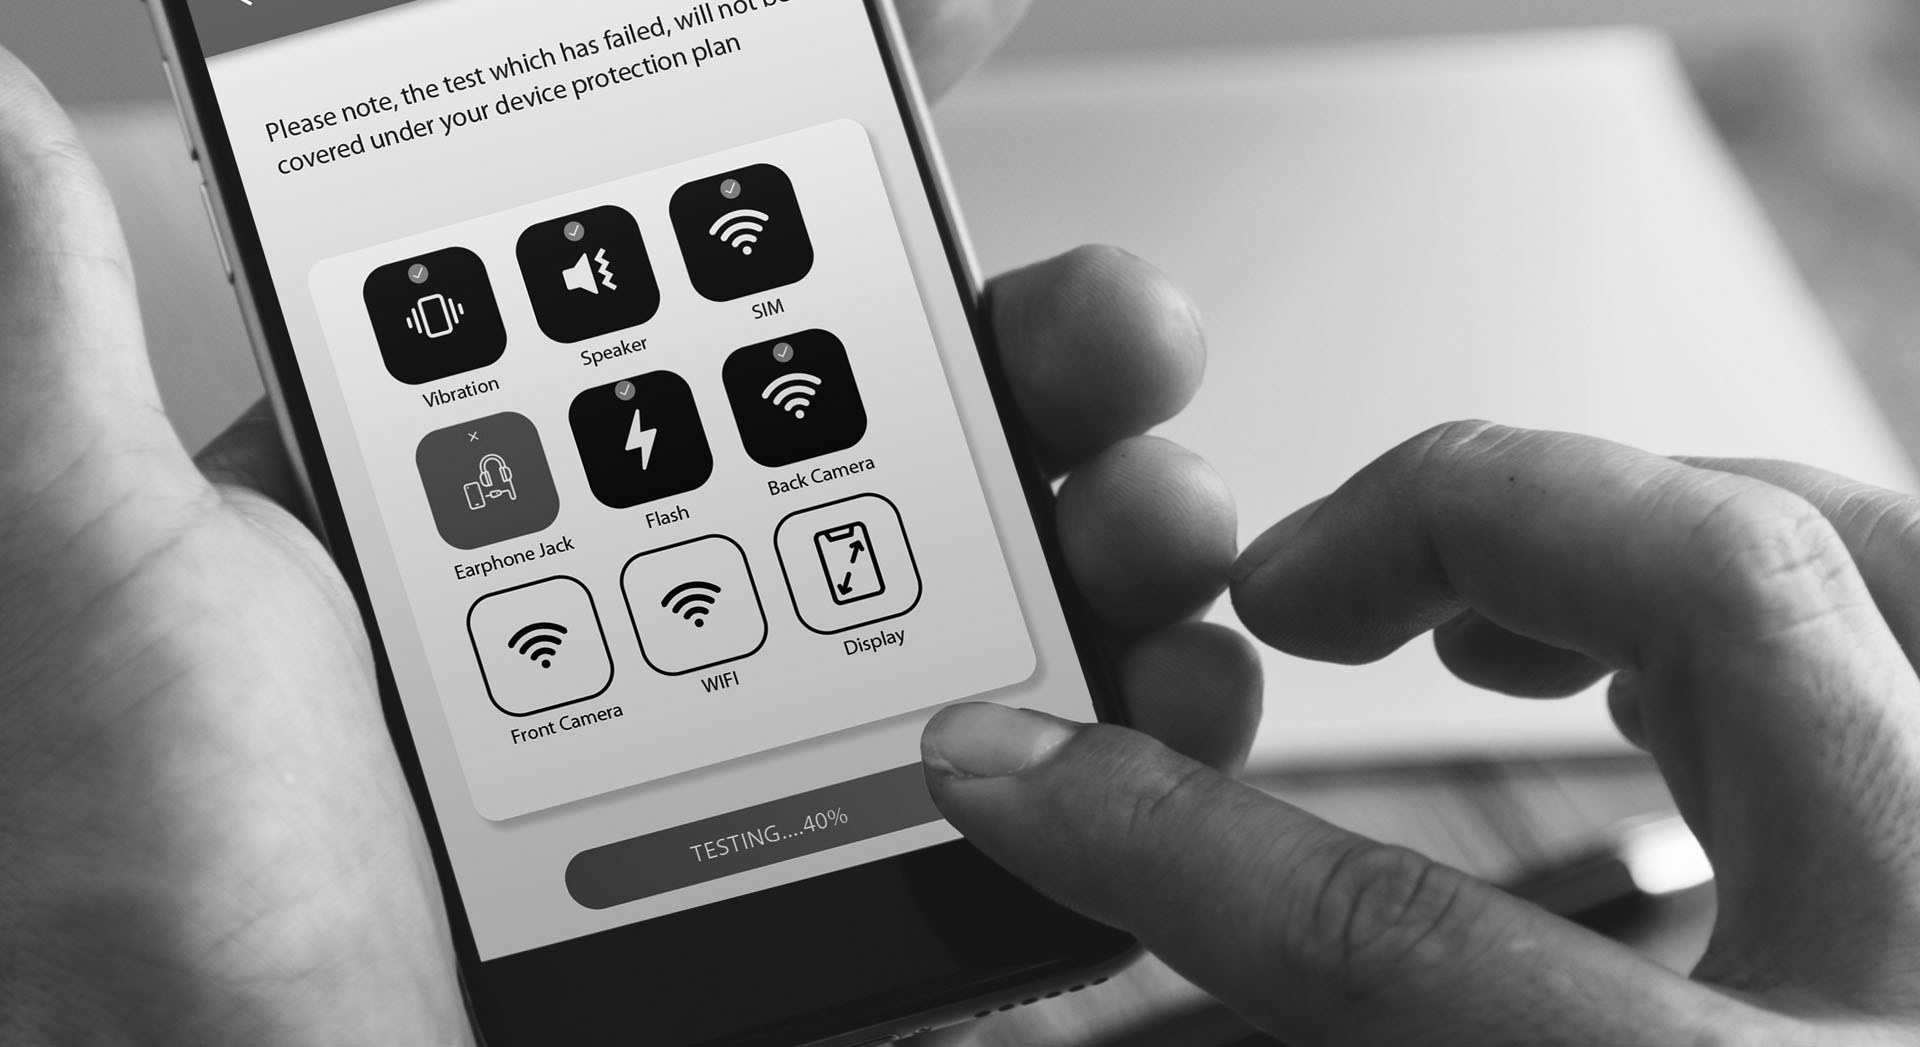 Please note, the test which has failed, will not be
covered under your device protection plan
Vibration
Speaker
SIM
Earphone Jack
Flash
Back Camera
Front Camera
WIFI
Display
TESTING....40%